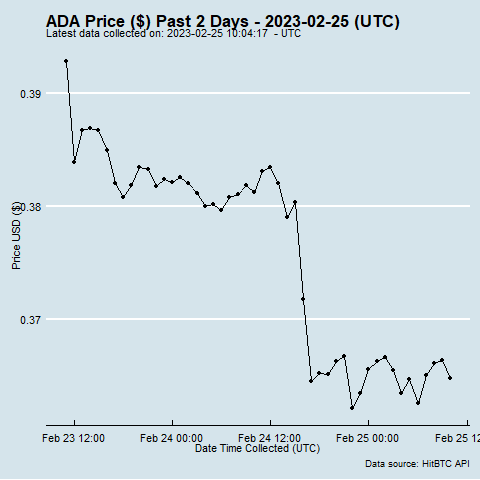 ADA Price ($) Past 2 Days - 2023-02-25 (UTC)
Latest data collected on: 2023-02-25 10:04:17 - UTC
0.39
0.38
0.37
Price USD ($)
Feb 23 12:00
Feb 24 00:00
Feb 24 12:00
Feb 25 00:00
Feb 25 12
Date Time Collected (UTC)
Data source: HitBTC API